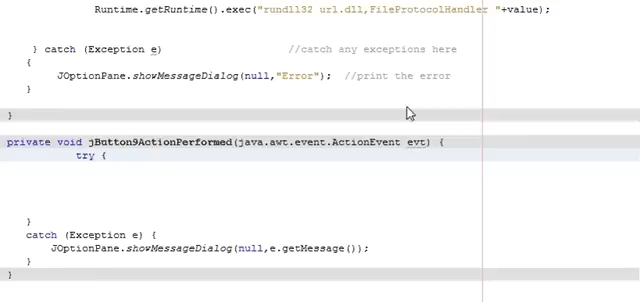 Runtime.getRuntime().exec("rundll32 url.dll,FileProtocolHandler "+value);
} catch (Exception e) //catch any exceptions here
{
JOptionPane.showMessageDialog(null,"Error"); //print the error
}
}
private void jButton9ActionPerformed(java.awt.event.ActionEvent evt) {
try {
}
catch (Exception e) {
JOptionPane.showMessageDialog(null,e.getMessage());
}
}